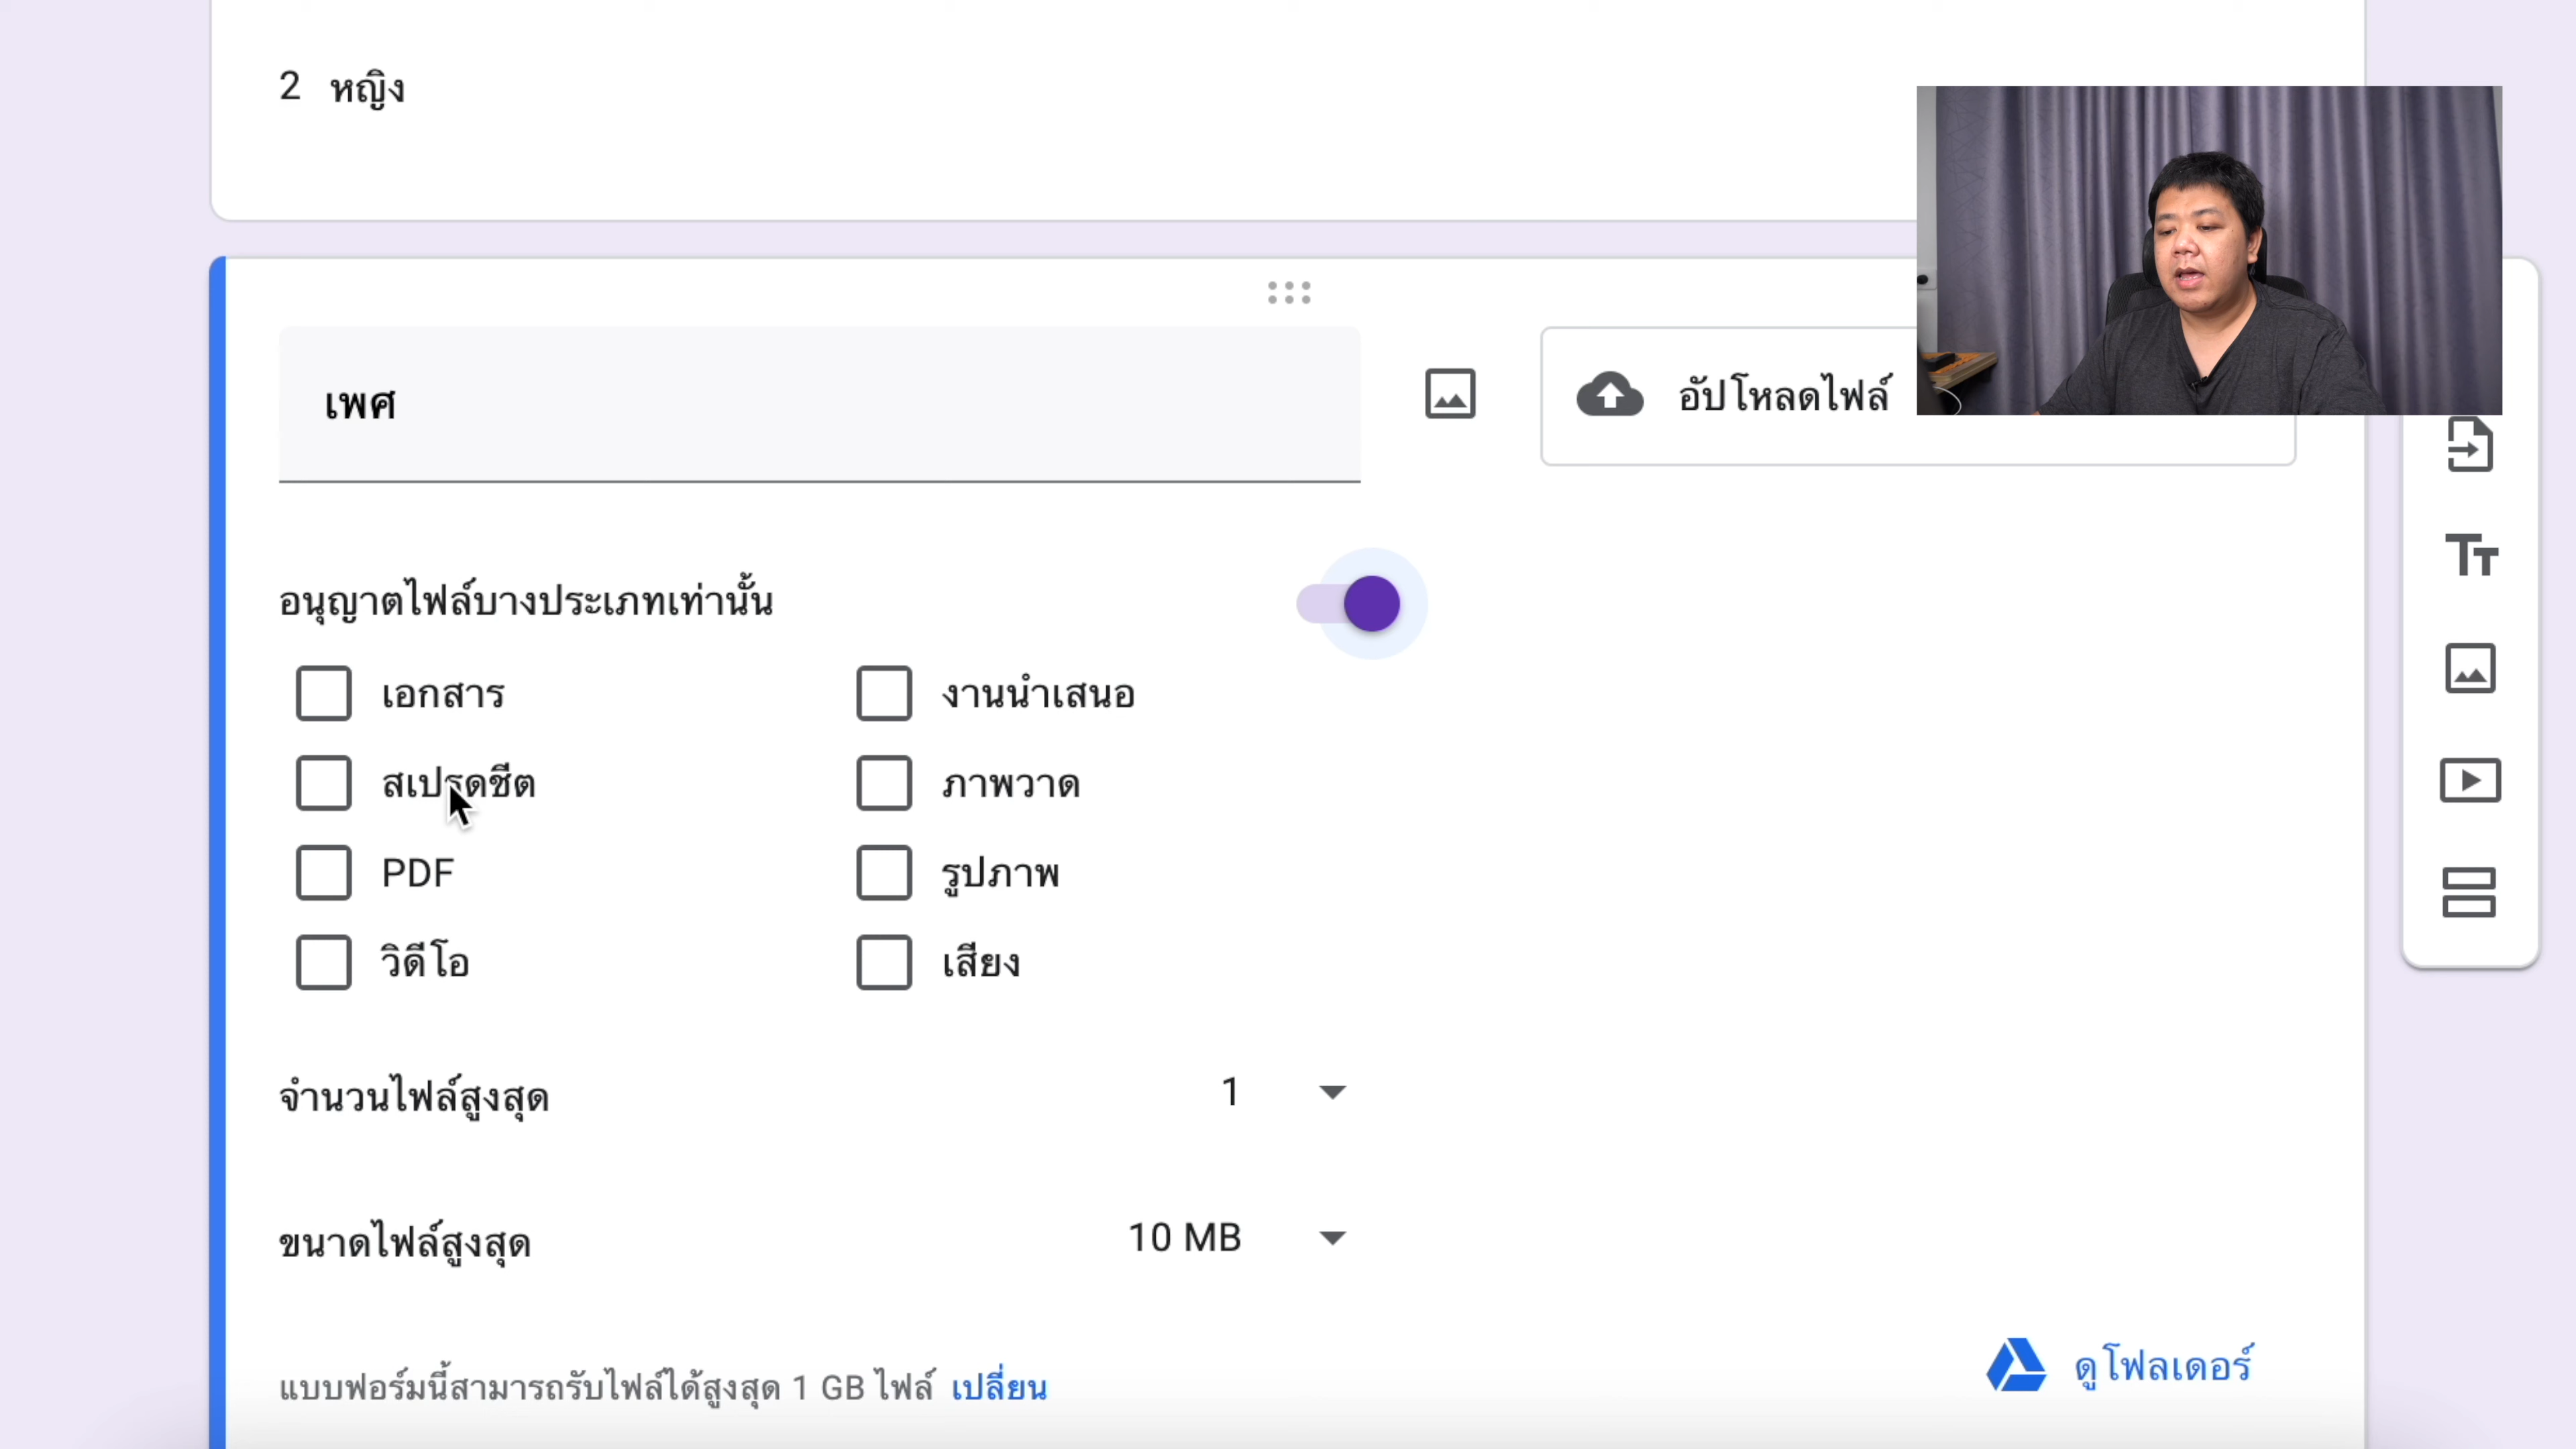 2 หญิง
เพศ
อัปโหลดไฟล์
อนุญาตไฟล์บางประเภทเท่านั้น
เอกสาร
งานนำเสนอ
สเปรดชีต
ภาพวาด
PDF
รูปภาพ
วิดีโอ
เสียง
จำนวนไฟล์สูงสุด 1
ขนาดไฟล์สูงสุด 10 MB
แบบฟอร์มนี้สามารถรับไฟล์ได้สูงสุด 1 GB ไฟล์ เปลี่ยน
ดูโฟลเดอร์